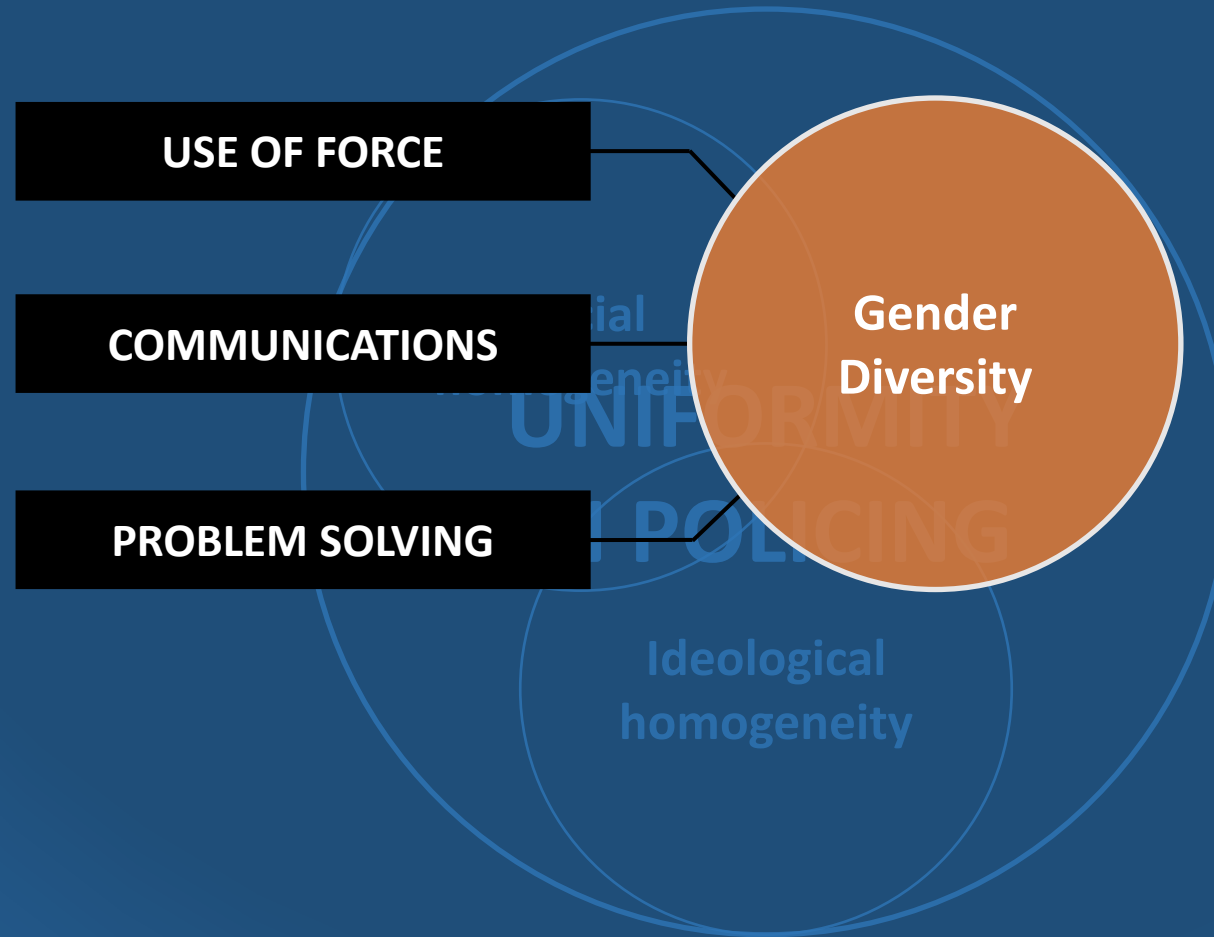 USE OF FORCE
COMMUNICATIONS
PROBLEM SOLVING
Gender
Diversity
UNIFORMITY
POLICING
Ideological
homogeneity